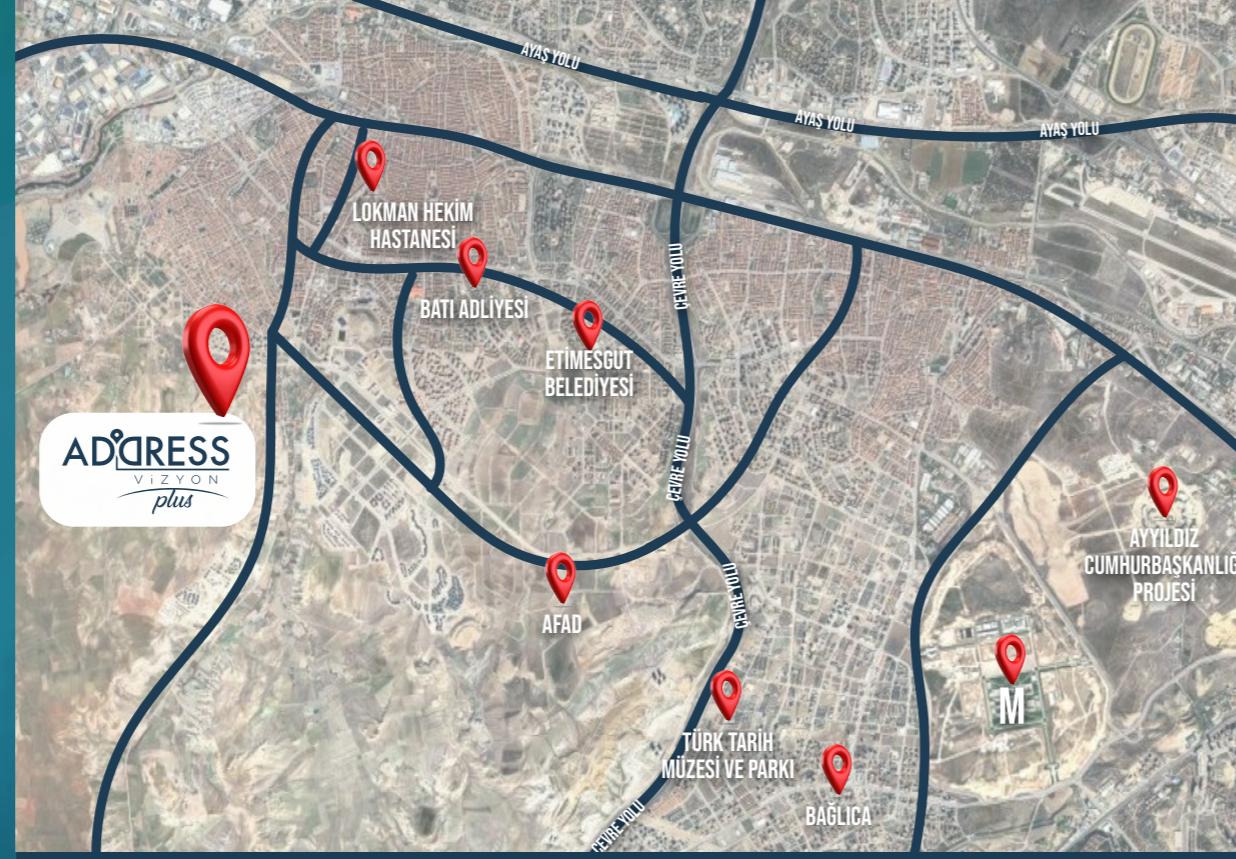 AYAŞ YOLU
AYAŞ YOLU
AYAŞ YOLU
LOKMAN HEKİM
HASTANESİ
ÇEVRE YOLU
BATI ADLİYESİ
ETİMESGUT
BELEDİYESİ
ADDRESS
VİZYON
plus
ÇEVRE YOLU
AYYILDIZ
CUMHURBAŞKANLIĞ
PROJESİ
ÇEVRE YOLU
AFAD
M
TÜRK TARİH
MÜZESİ VE PARKI
BAĞLICA
ÇEVRE YOLU